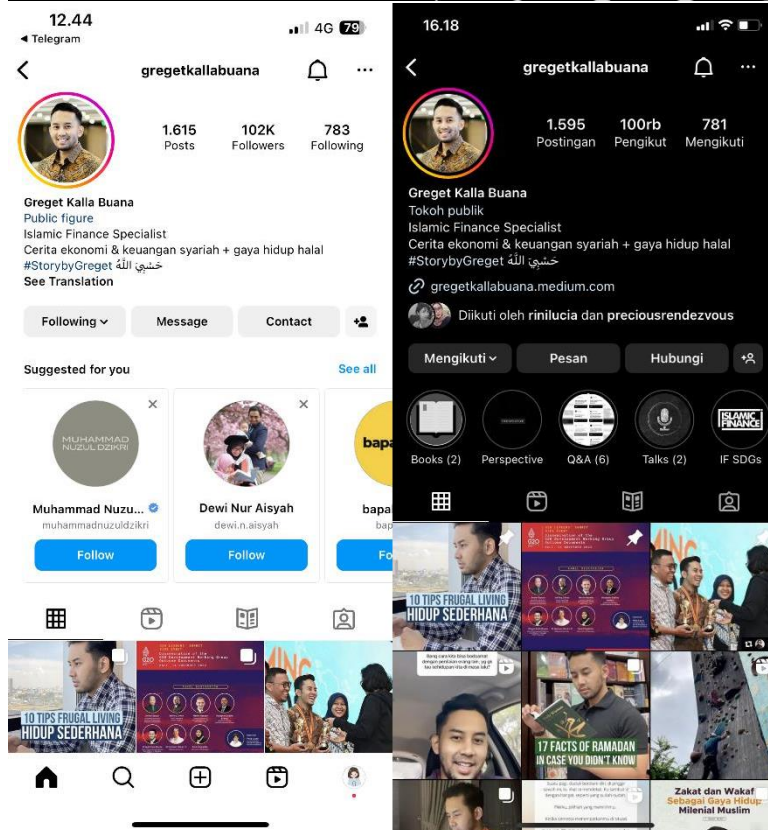 12.44
4G 79
◄ Telegram
gregetkallabuana
1.615
102K
783
Posts
Followers
Following
Greget Kalla Buana
Public figure
Islamic Finance Specialist
Cerita ekonomi & keuangan syariah + gaya hidup halal
#StorybyGreget حَسْبِيَ اللَّهُ
See Translation
Following
Message
Contact
Suggested for you
See all
MUHAMMAD
NUZUL DZIKRI
bapa
Muhammad Nuzu...
Dewi Nur Aisyah
bapa
muhammadnuzuldzikri
dewi.n.aisyah
bap
Follow
Follow
Fo
G20
10 TIPS FRUGAL LIVING
HIDUP SEDERHANA
16.18
gregetkallabuana
1.595
100rb
781
Postingan
Pengikut
Mengikuti
Greget Kalla Buana
Tokoh publik
Islamic Finance Specialist
Cerita ekonomi & keuangan syariah + gaya hidup halal
#StorybyGreget حَسْبِيَ اللَّهُ
gregetkallabuana.medium.com
Diikuti oleh rinilucia dan preciousrendezvous
Mengikuti
Pesan
Hubungi
ISLAMIC
FINANCE
Books (2)
Perspective
Q&A (6)
Talks (2)
IF SDGs
G20
10 TIPS FRUGAL LIVING
HIDUP SEDERHANA
17 FACTS OF RAMADAN
IN CASE YOU DIDN'T KNOW
Zakat dan Wakaf
Sebagai Gaya Hidup
Milenial Muslim